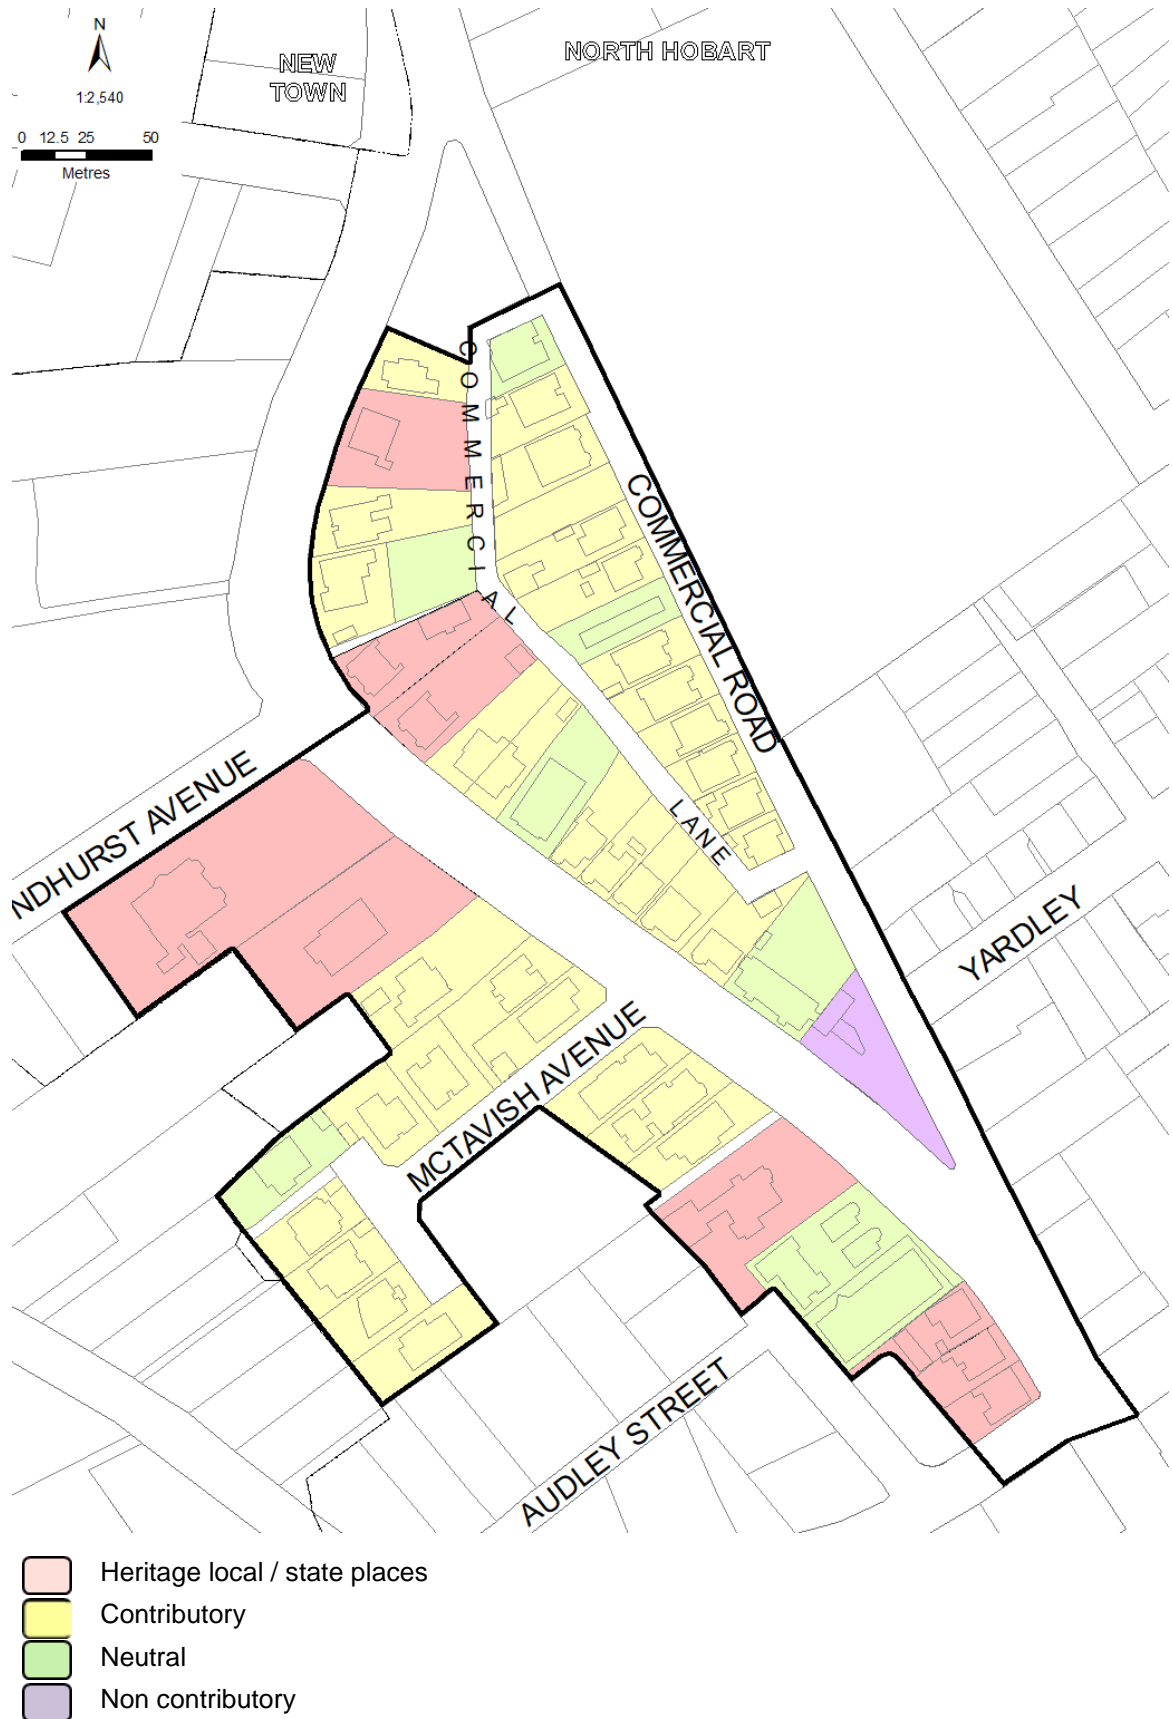 N
1:2,540
0 12.5 25 50
Metres
NEW
TOWN
NORTH HOBART
COMMERCIAL
LANE
COMMERCIAL ROAD
NDHURST AVENUE
YARDLEY
MCTAVISH AVENUE
AUDLEY STREET
Heritage local / state places
Contributory
Neutral
Non contributory